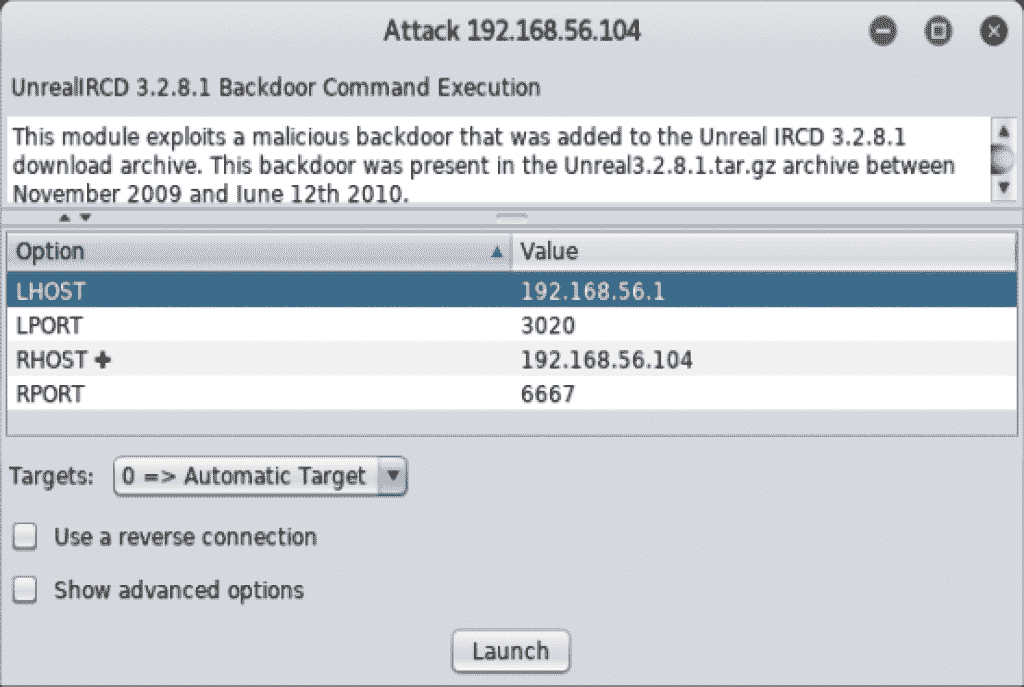 Attack 192.168.56.104
UnrealIRCD 3.2.8.1 Backdoor Command Execution
This module exploits a malicious backdoor that was added to the Unreal IRCD 3.2.8.1
download archive. This backdoor was present in the Unreal3.2.8.1.tar.gz archive between
November 2009 and June 12th 2010.
Option Value
LHOST 192.168.56.1
LPORT 3020
RHOST ✚ 192.168.56.104
RPORT 6667
Targets: 0 => Automatic Target
Use a reverse connection
Show advanced options
Launch